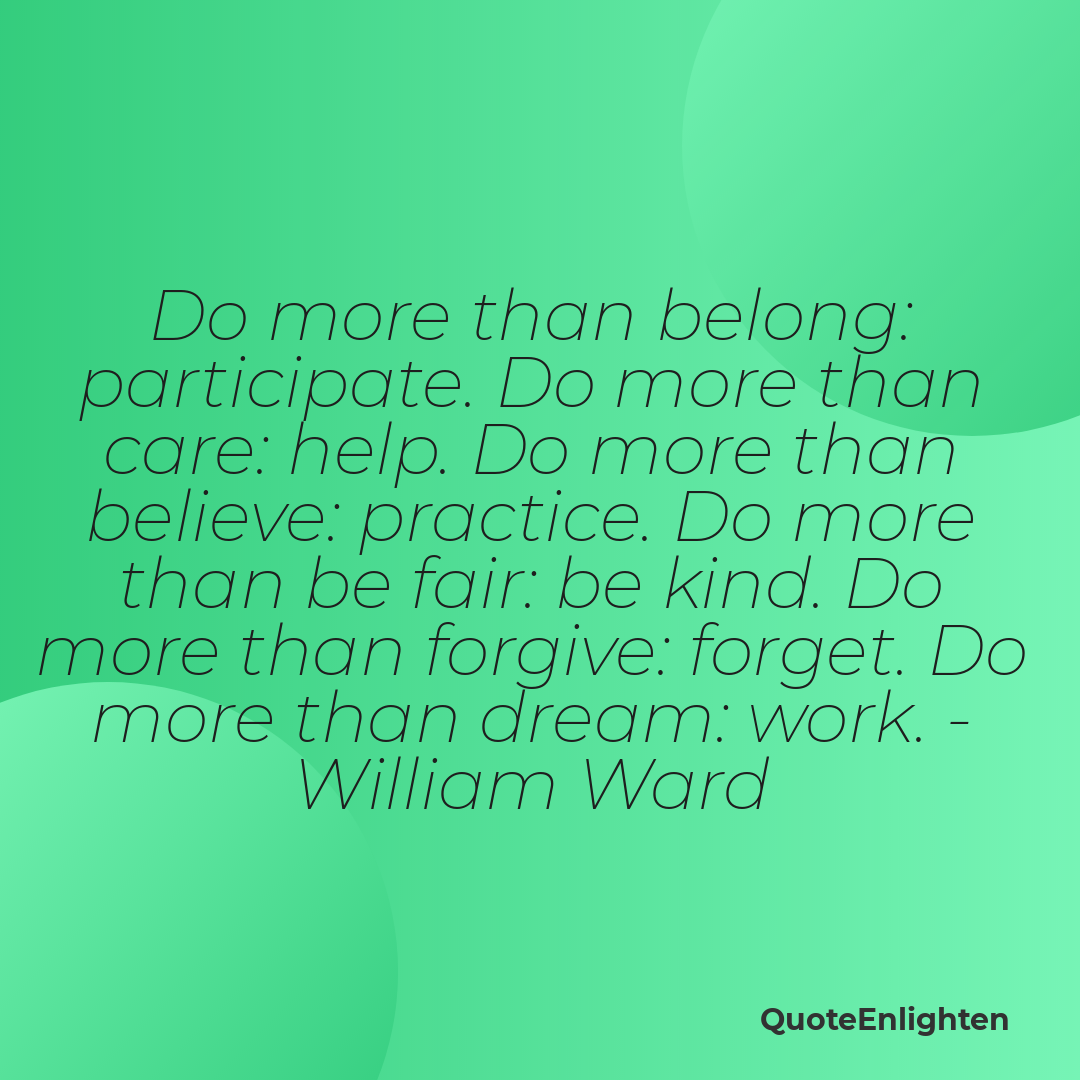 Do more than belong:
participate. Do more than
care: help. Do more than
believe: practice. Do more
than be fair: be kind. Do
more than forgive: forget. Do
more than dream: work. -
William Ward
QuoteEnlighten